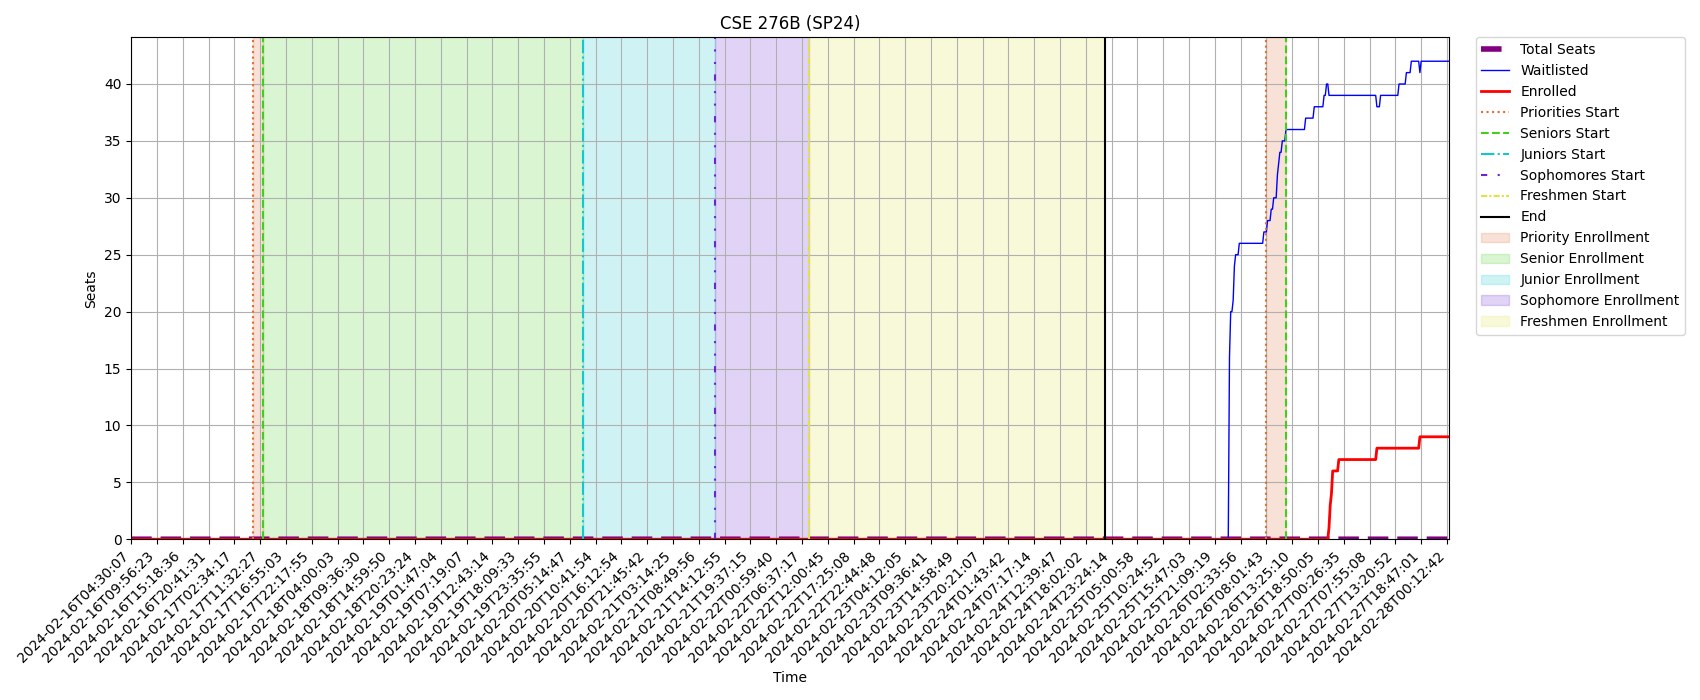 CSE 276B (SP24)
Seats
40
35
30
25
20
15
10
5
0
2024-02-16T04:30:07
2024-02-16T09:56:23
2024-02-16T15:18:36
2024-02-16T20:41:31
2024-02-17T02:34:17
2024-02-17T11:32:27
2024-02-17T16:55:03
2024-02-17T22:17:55
2024-02-18T04:00:03
2024-02-18T09:36:30
2024-02-18T14:59:50
2024-02-18T20:23:24
2024-02-19T01:47:04
2024-02-19T07:19:07
2024-02-19T12:43:14
2024-02-19T18:09:33
2024-02-19T23:35:55
2024-02-20T05:14:47
2024-02-20T10:41:54
2024-02-20T16:12:54
2024-02-20T21:45:42
2024-02-21T03:14:25
2024-02-21T08:49:56
2024-02-21T14:12:55
2024-02-21T19:37:15
2024-02-22T00:59:40
2024-02-22T06:37:17
2024-02-22T12:00:45
2024-02-22T17:25:08
2024-02-22T22:44:48
2024-02-23T04:12:05
2024-02-23T09:36:41
2024-02-23T14:58:49
2024-02-23T20:21:07
2024-02-24T01:43:42
2024-02-24T07:17:14
2024-02-24T12:39:47
2024-02-24T18:02:02
2024-02-24T23:24:14
2024-02-25T05:00:58
2024-02-25T10:24:52
2024-02-25T15:47:03
2024-02-25T21:09:19
2024-02-26T02:33:56
2024-02-26T08:01:43
2024-02-26T13:25:10
2024-02-26T18:50:05
2024-02-27T00:26:35
2024-02-27T07:55:08
2024-02-27T13:20:52
2024-02-27T18:47:01
2024-02-28T00:12:42
Time
Total Seats
Waitlisted
Enrolled
Priorities Start
Seniors Start
Juniors Start
Sophomores Start
Freshmen Start
End
Priority Enrollment
Senior Enrollment
Junior Enrollment
Sophomore Enrollment
Freshmen Enrollment